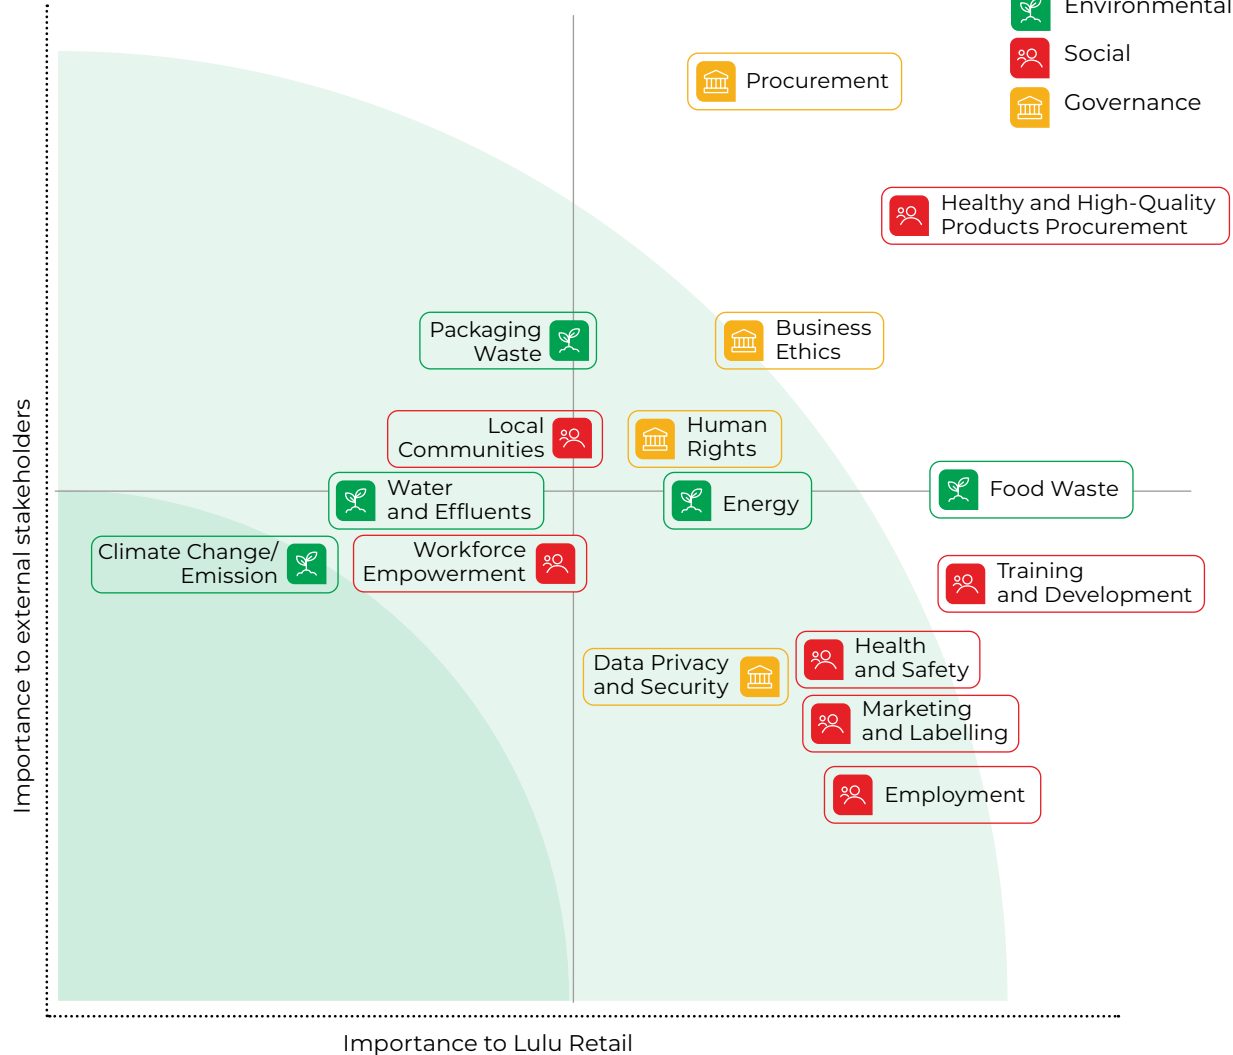 Environmental
Social
Governance
Procurement
Healthy and High-Quality
Products Procurement
Packaging
Waste
Business
Ethics
Local
Communities
Human
Rights
Water
and Effluents
Energy
Food Waste
Climate Change/
Emission
Workforce
Empowerment
Training
and Development
Data Privacy
and Security
Health
and Safety
Marketing
and Labelling
Employment
Importance to external stakeholders
Importance to Lulu Retail